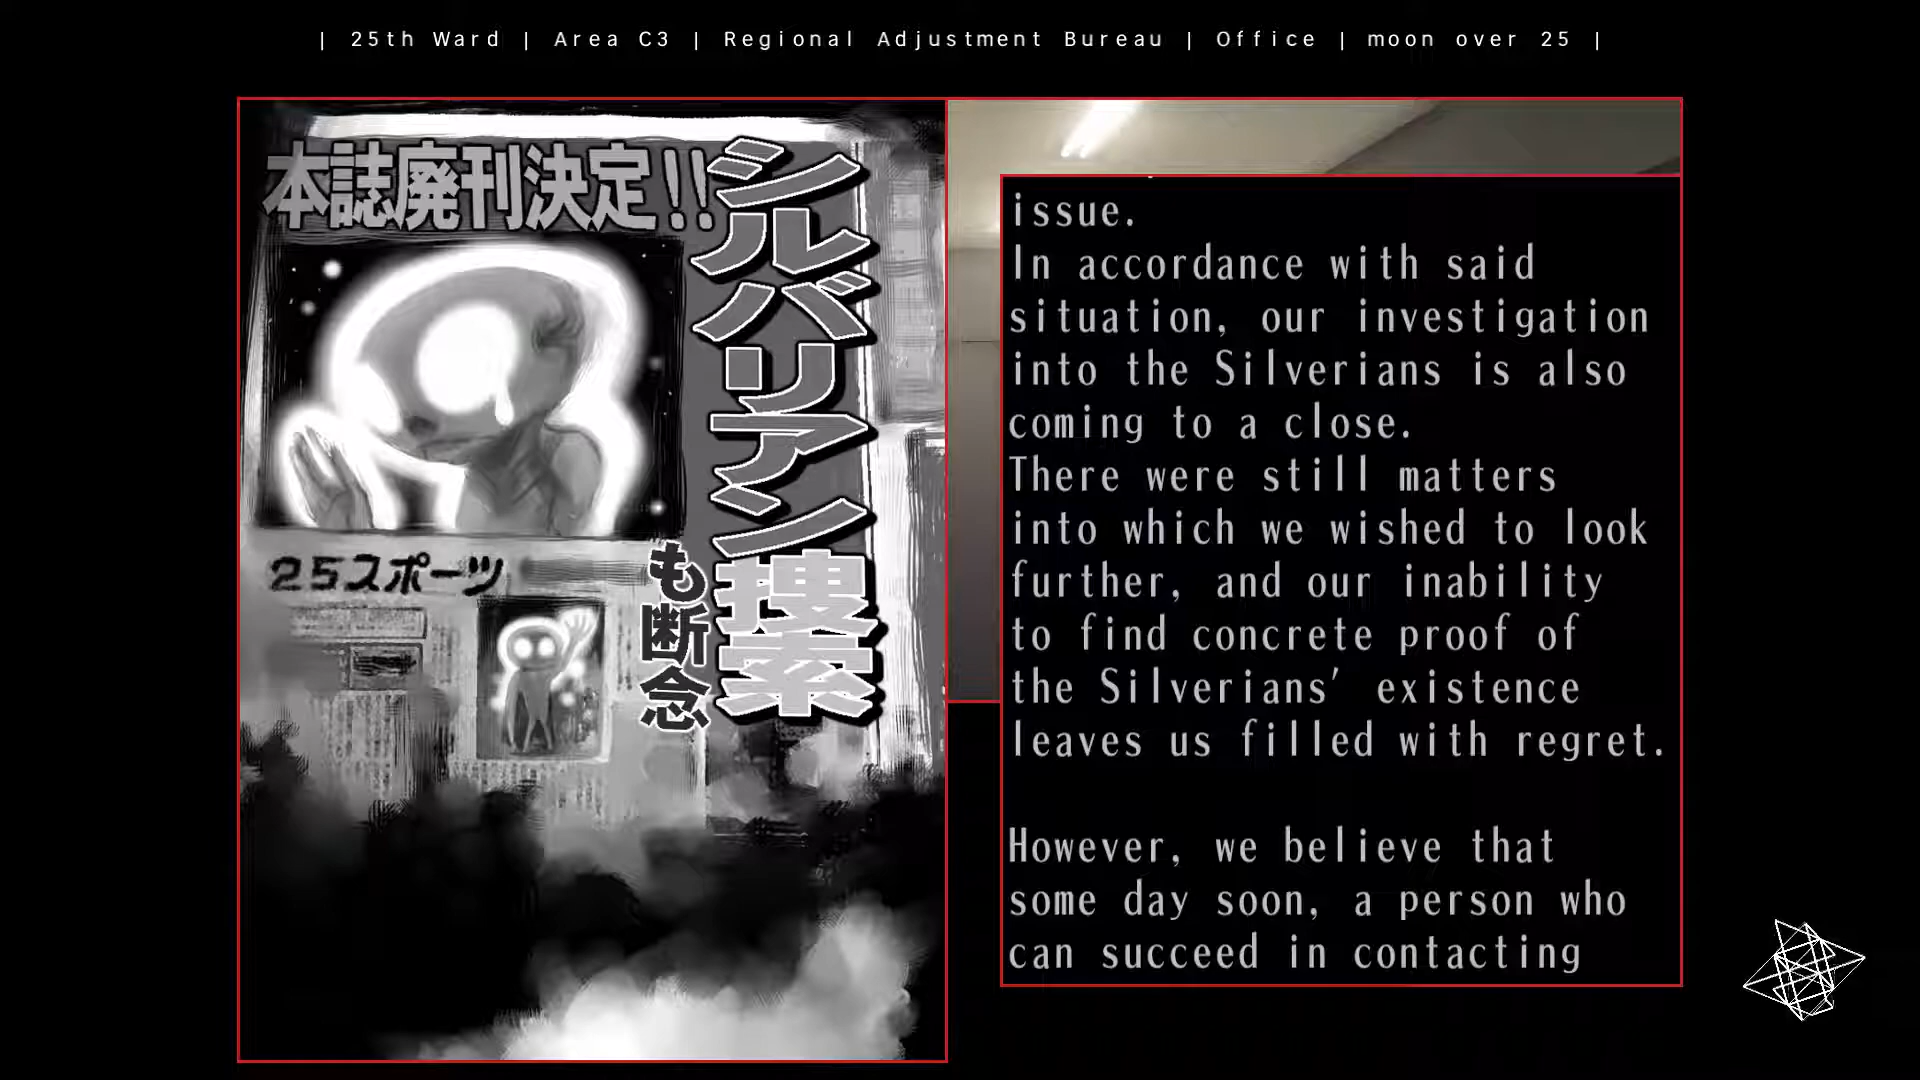 | 25th Ward | Area C3 | Regional Adjustment Bureau | Office | moon over 25 |
本誌廃刊決定!!
シルバリアン捜索
も断念
25スポーツ
issue.
In accordance with said
situation, our investigation
into the Silverians is also
coming to a close.
There were still matters
into which we wished to look
further, and our inability
to find concrete proof of
the Silverians' existence
leaves us filled with regret.
However, we believe that
some day soon, a person who
can succeed in contacting